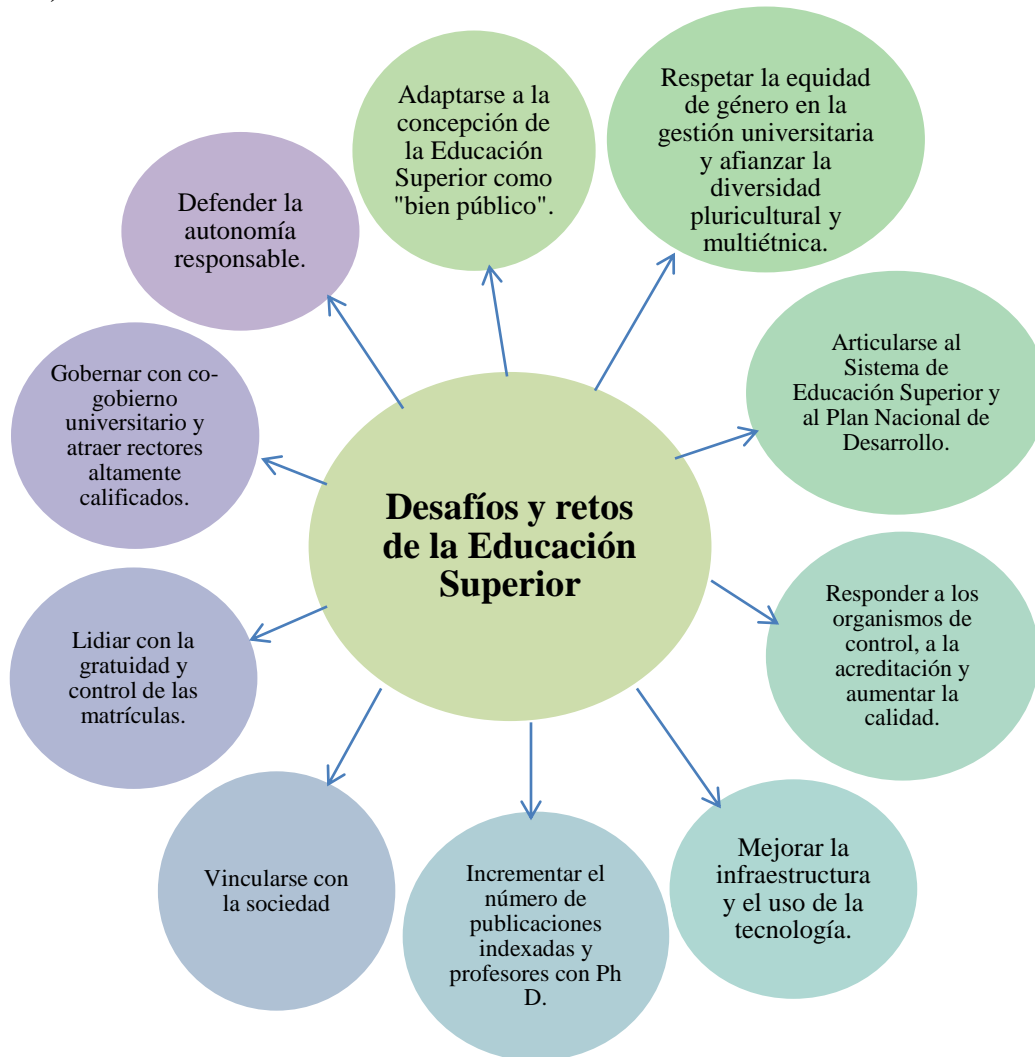 Adaptarse a la
concepción de
la Educación
Superior como
"bien público".
Respetar la equidad
de género en la
gestión universitaria
y afianzar la
diversidad
pluricultural y
multiétnica.
Articularse al
Sistema de
Educación Superior y
al Plan Nacional de
Desarrollo.
Responder a los
organismos de
control, a la
acreditación y
aumentar la
calidad.
Mejorar la
infraestructura
y el uso de la
tecnología.
Incrementar el
número de
publicaciones
indexadas y
profesores con Ph
D.
Vincularse con
la sociedad
Lidiar con la
gratuidad y
control de las
matrículas.
Gobernar con co-
gobierno
universitario y
atraer rectores
altamente
calificados.
Defender la
autonomía
responsable.
Desafíos y retos
de la Educación
Superior